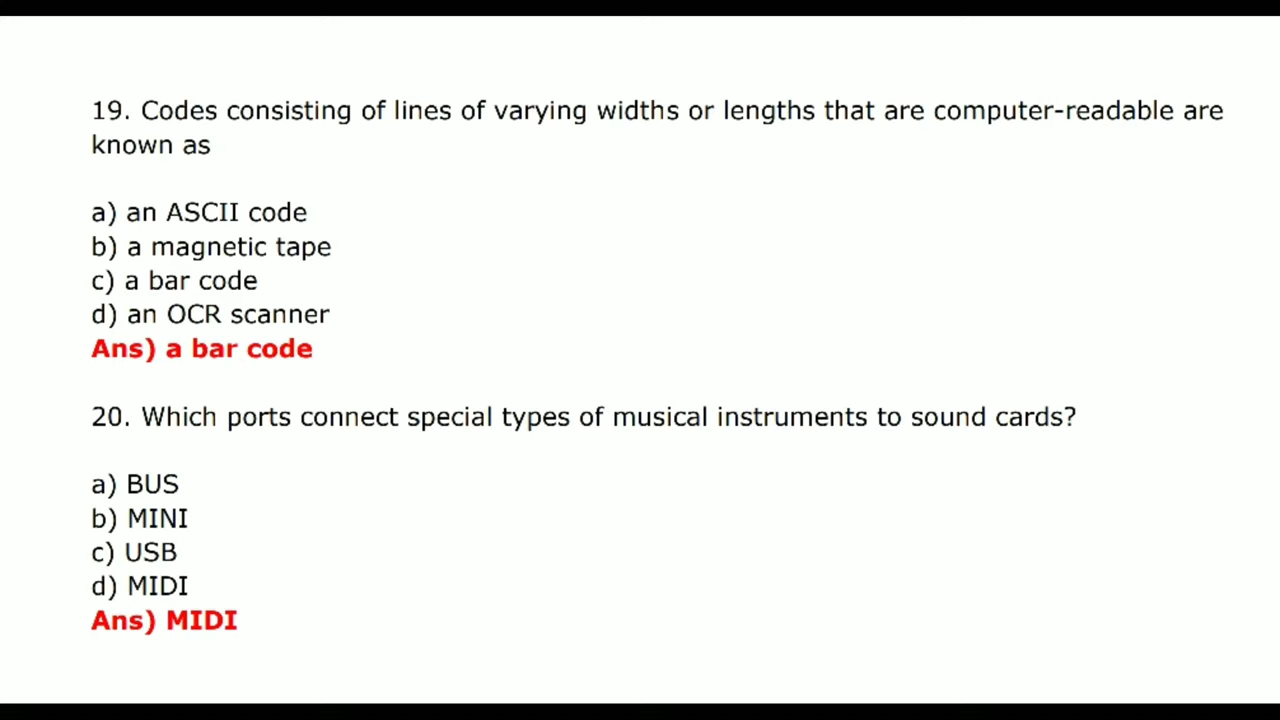 19. Codes consisting of lines of varying widths or lengths that are computer-readable are
known as
a) an ASCII code
b) a magnetic tape
c) a bar code
d) an OCR scanner
Ans) a bar code
20. Which ports connect special types of musical instruments to sound cards?
a) BUS
b) MINI
c) USB
d) MIDI
Ans) MIDI